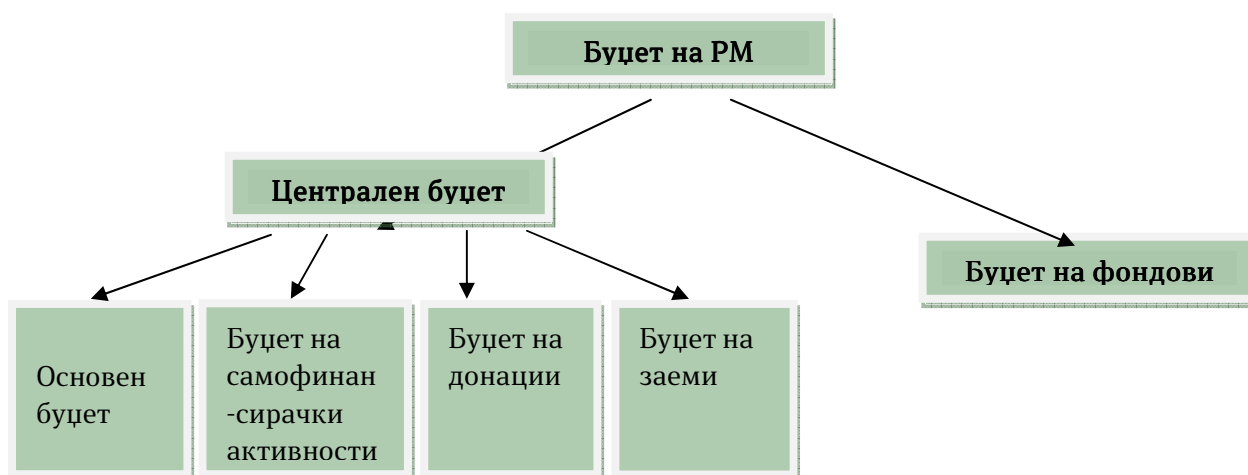 Буџет на РМ
Централен буџет
Буџет на фондови
Основен
буџет
Буџет на
самофинан
-сирачки
активности
Буџет на
донации
Буџет на
заеми